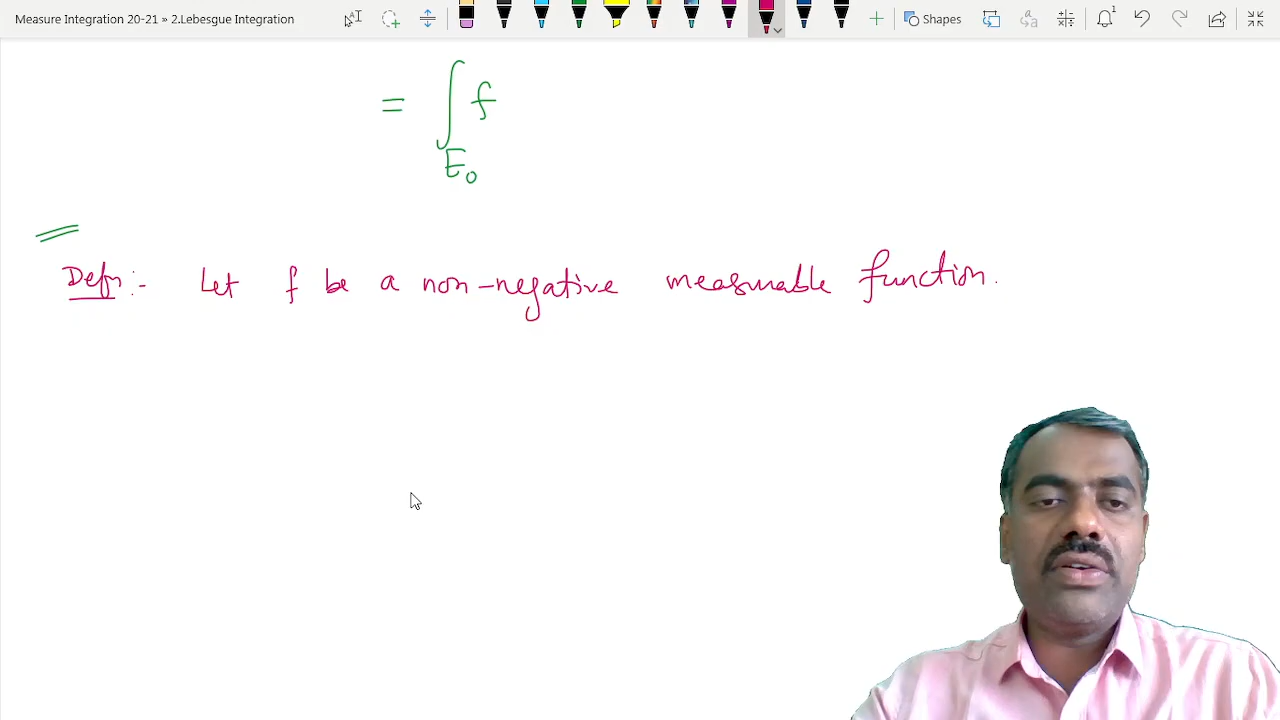 Measure Integration 20-21 » 2.Lebesgue Integration
Shapes
= ∫ f
E₀
Defn:- Let f be a non-negative measurable function.